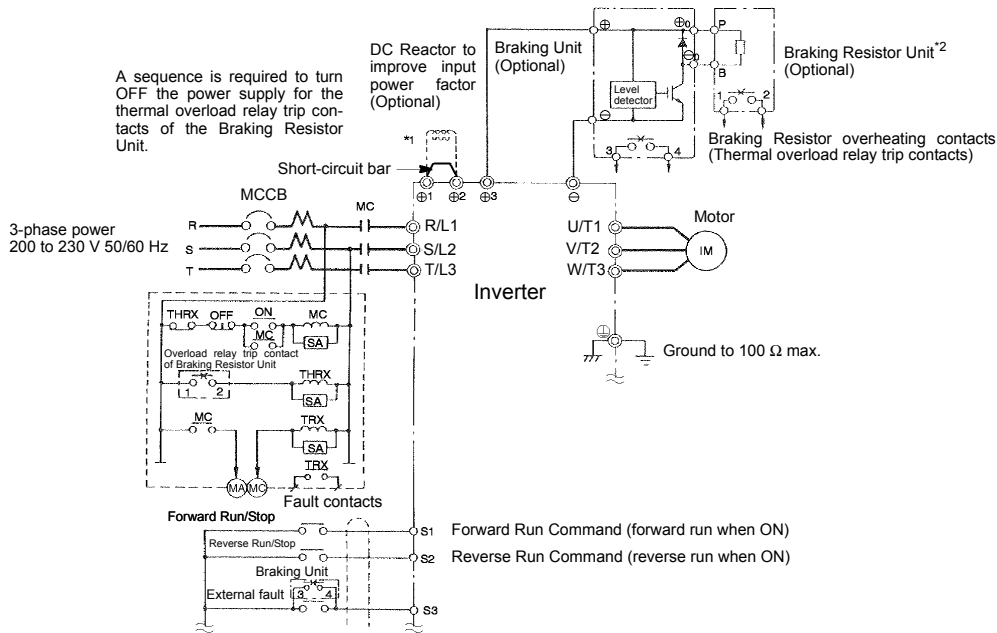 A sequence is required to turn
OFF the power supply for the
thermal overload relay trip con-
tacts of the Braking Resistor
Unit.
DC Reactor to
improve input
power factor
(Optional)
Braking Unit
(Optional)
Level
detector
Braking Resistor Unit*2
(Optional)
P
B
1 2
Braking Resistor overheating contacts
(Thermal overload relay trip contacts)
3 4
⊕ ⊕0
⊖0
⊖
*1
Short-circuit bar
⊕1 ⊕2 ⊕3 ⊖
MCCB
MC
3-phase power
200 to 230 V 50/60 Hz
R
S
T
R/L1
S/L2
T/L3
Inverter
U/T1
V/T2
W/T3
Motor
IM
Ground to 100 Ω max.
THRX OFF ON MC
MC SA
Overload relay trip contact
of Braking Resistor Unit
1 2
THRX
SA
MC
TRX
SA
TRX
MA MC
Fault contacts
Forward Run/Stop
S1 Forward Run Command (forward run when ON)
Reverse Run/Stop
S2 Reverse Run Command (reverse run when ON)
Braking Unit
3 4
External fault
S3